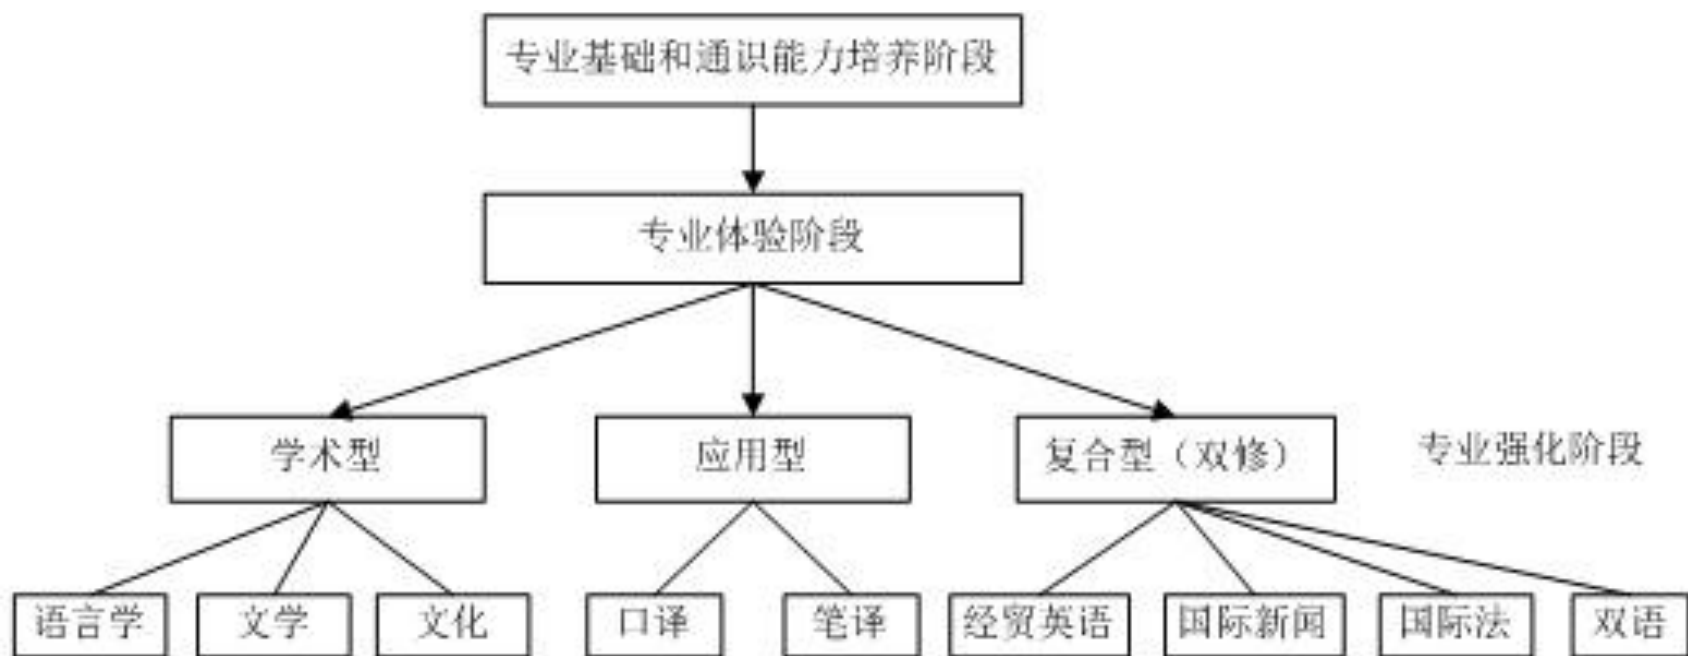 专业基础和通识能力培养阶段
专业体验阶段
学术型
应用型
复合型（双修）
专业强化阶段
语言学
文学
文化
口译
笔译
经贸英语
国际新闻
国际法
双语